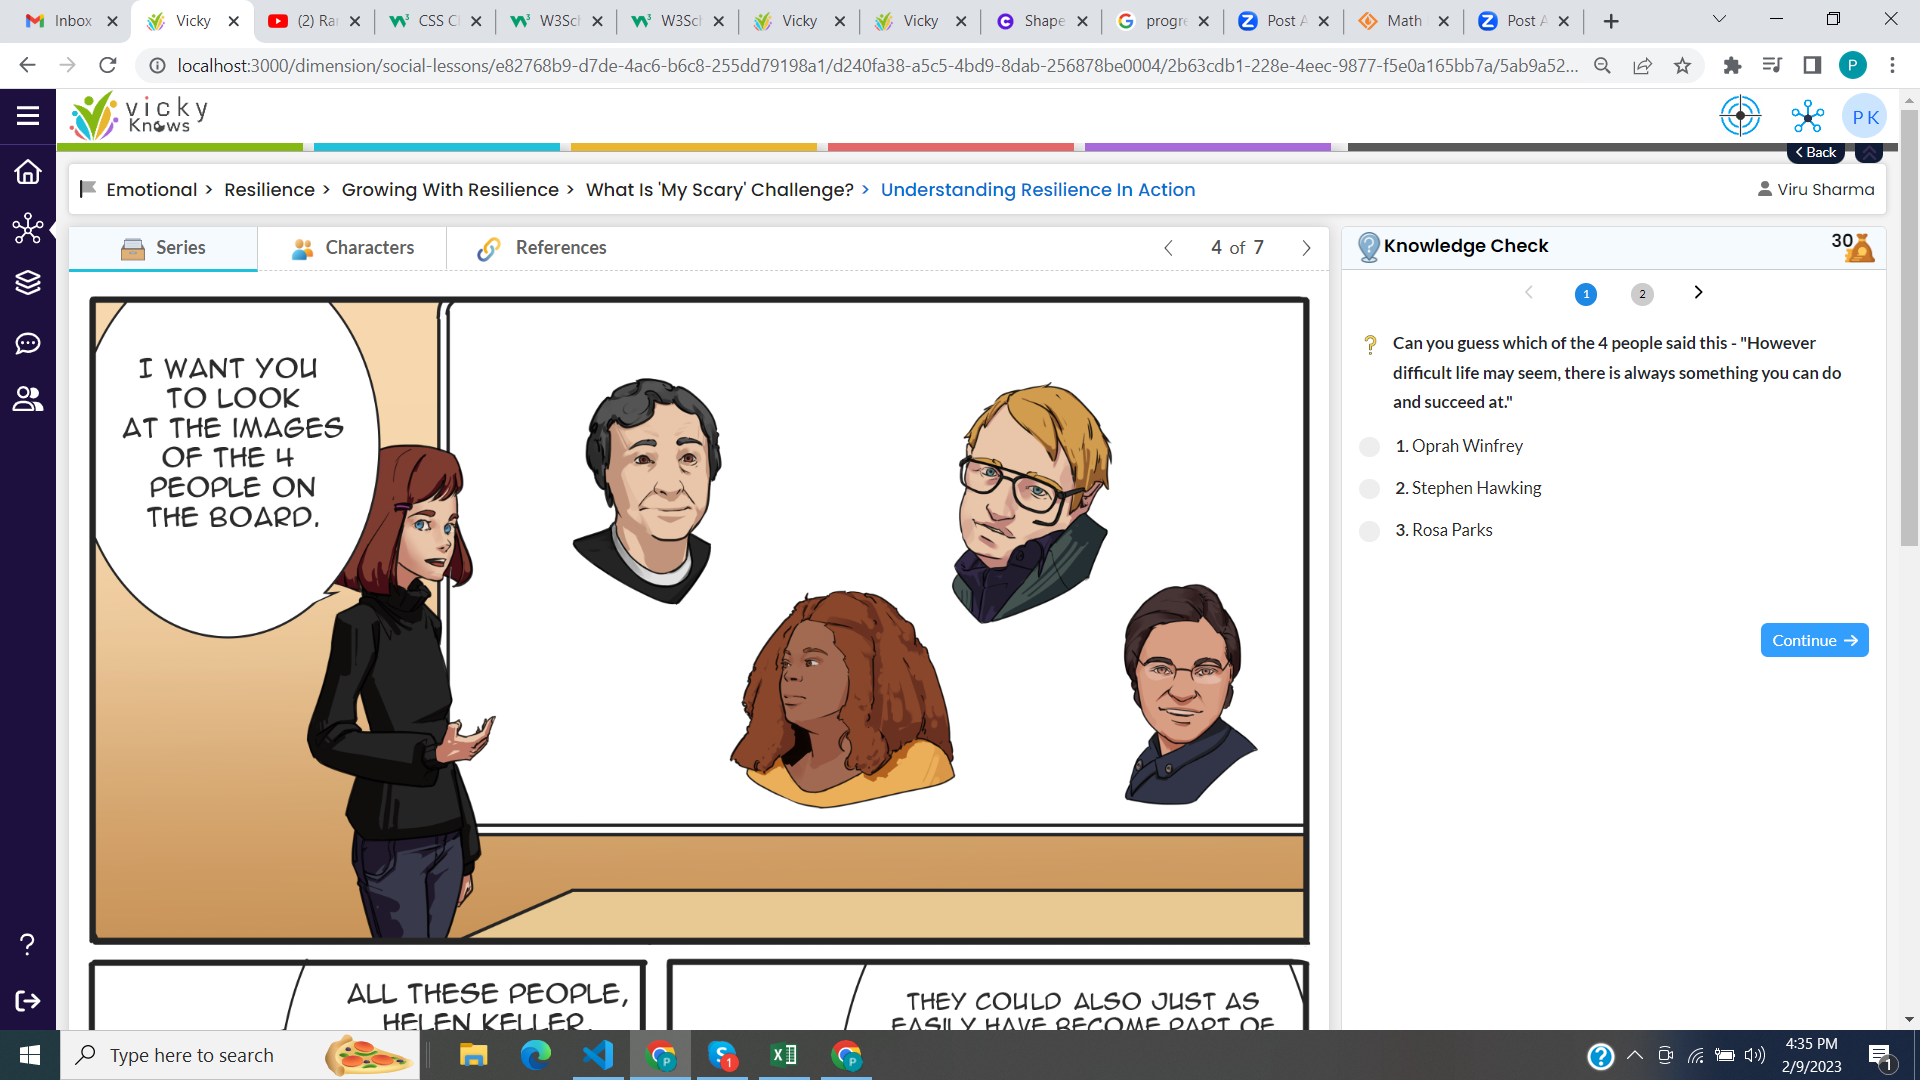 Inbox
Vicky
(2) Ra
CSS C
W3Sc
W3Sc
Vicky
Vicky
Shape
progre
Post A
Math
Post A
localhost:3000/dimension/social-lessons/e82768b9-d7de-4ac6-b6c8-255dd79198a1/d240fa38-a5c5-4bd9-8dab-256878be0004/2b63cdb1-228e-4eec-9877-f5e0a165bb7a/5ab9a52...
P
vicky
Knows
P K
Back
Emotional > Resilience > Growing With Resilience > What Is 'My Scary' Challenge? > Understanding Resilience In Action
Viru Sharma
Series
Characters
References
4 of 7
Knowledge Check
30
I WANT YOU
TO LOOK
AT THE IMAGES
OF THE 4
PEOPLE ON
THE BOARD.
1
2
Can you guess which of the 4 people said this - "However
difficult life may seem, there is always something you can do
and succeed at."
1. Oprah Winfrey
2. Stephen Hawking
3. Rosa Parks
Continue
ALL THESE PEOPLE,
HELEN KELLER,
THEY COULD ALSO JUST AS
EASILY HAVE BECOME PART OF
Type here to search
1
4:35 PM
2/9/2023
1